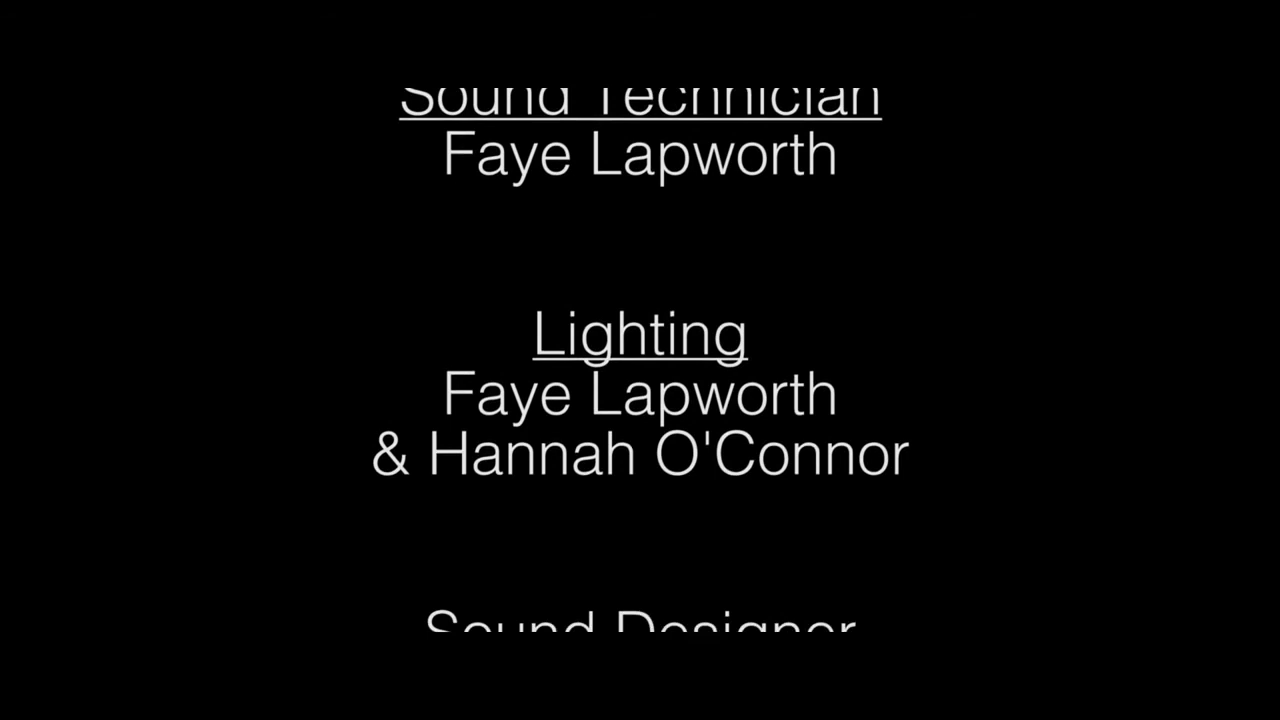 Sound Technician
Faye Lapworth
Lighting
Faye Lapworth
& Hannah O'Connor
Sound Designer